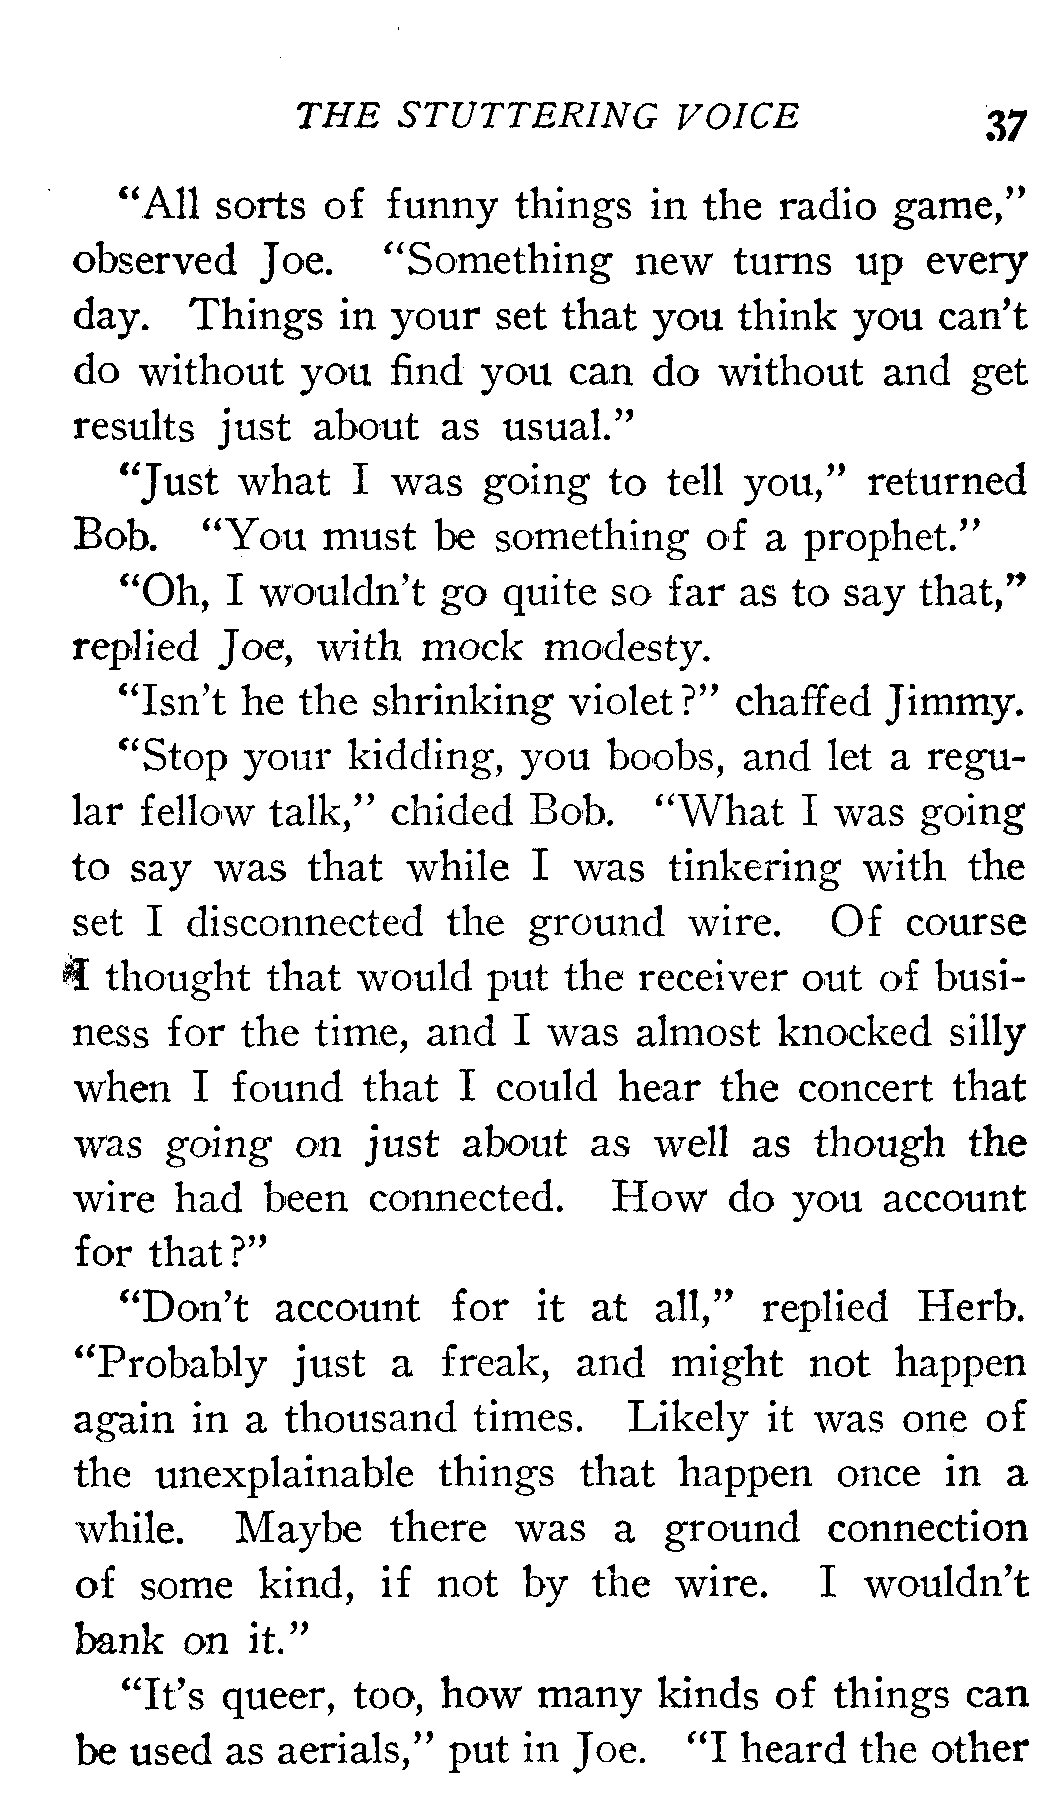 THE STUTTERING VOICE 37
“All sorts of funny things in the radio game,”
observed Joe. “Something new turns up every
day. Things in your set that you think you can’t
do without you find you can do without and get
results just about as usual.”
“Just what I was going to tell you,” returned
Bob. “You must be something of a prophet.”
“Oh, I wouldn’t go quite so far as to say that,”
replied Joe, with mock modesty.
“Isn’t he the shrinking violet?” chaffed Jimmy.
“Stop your kidding, you boobs, and let a regu-
lar fellow talk,” chided Bob. “What I was going
to say was that while I was tinkering with the
set I disconnected the ground wire. Of course
I thought that would put the receiver out of busi-
ness for the time, and I was almost knocked silly
when I found that I could hear the concert that
was going on just about as well as though the
wire had been connected. How do you account
for that?”
“Don’t account for it at all,” replied Herb.
“Probably just a freak, and might not happen
again in a thousand times. Likely it was one of
the unexplainable things that happen once in a
while. Maybe there was a ground connection
of some kind, if not by the wire. I wouldn’t
bank on it.”
“It’s queer, too, how many kinds of things can
be used as aerials,” put in Joe. “I heard the other